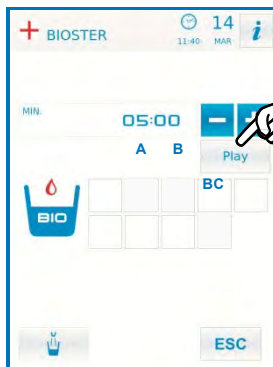 BIOSTER
14
11:40 MAR
i
MIN. 05:00
A B
Play
BC
BIO
ESC